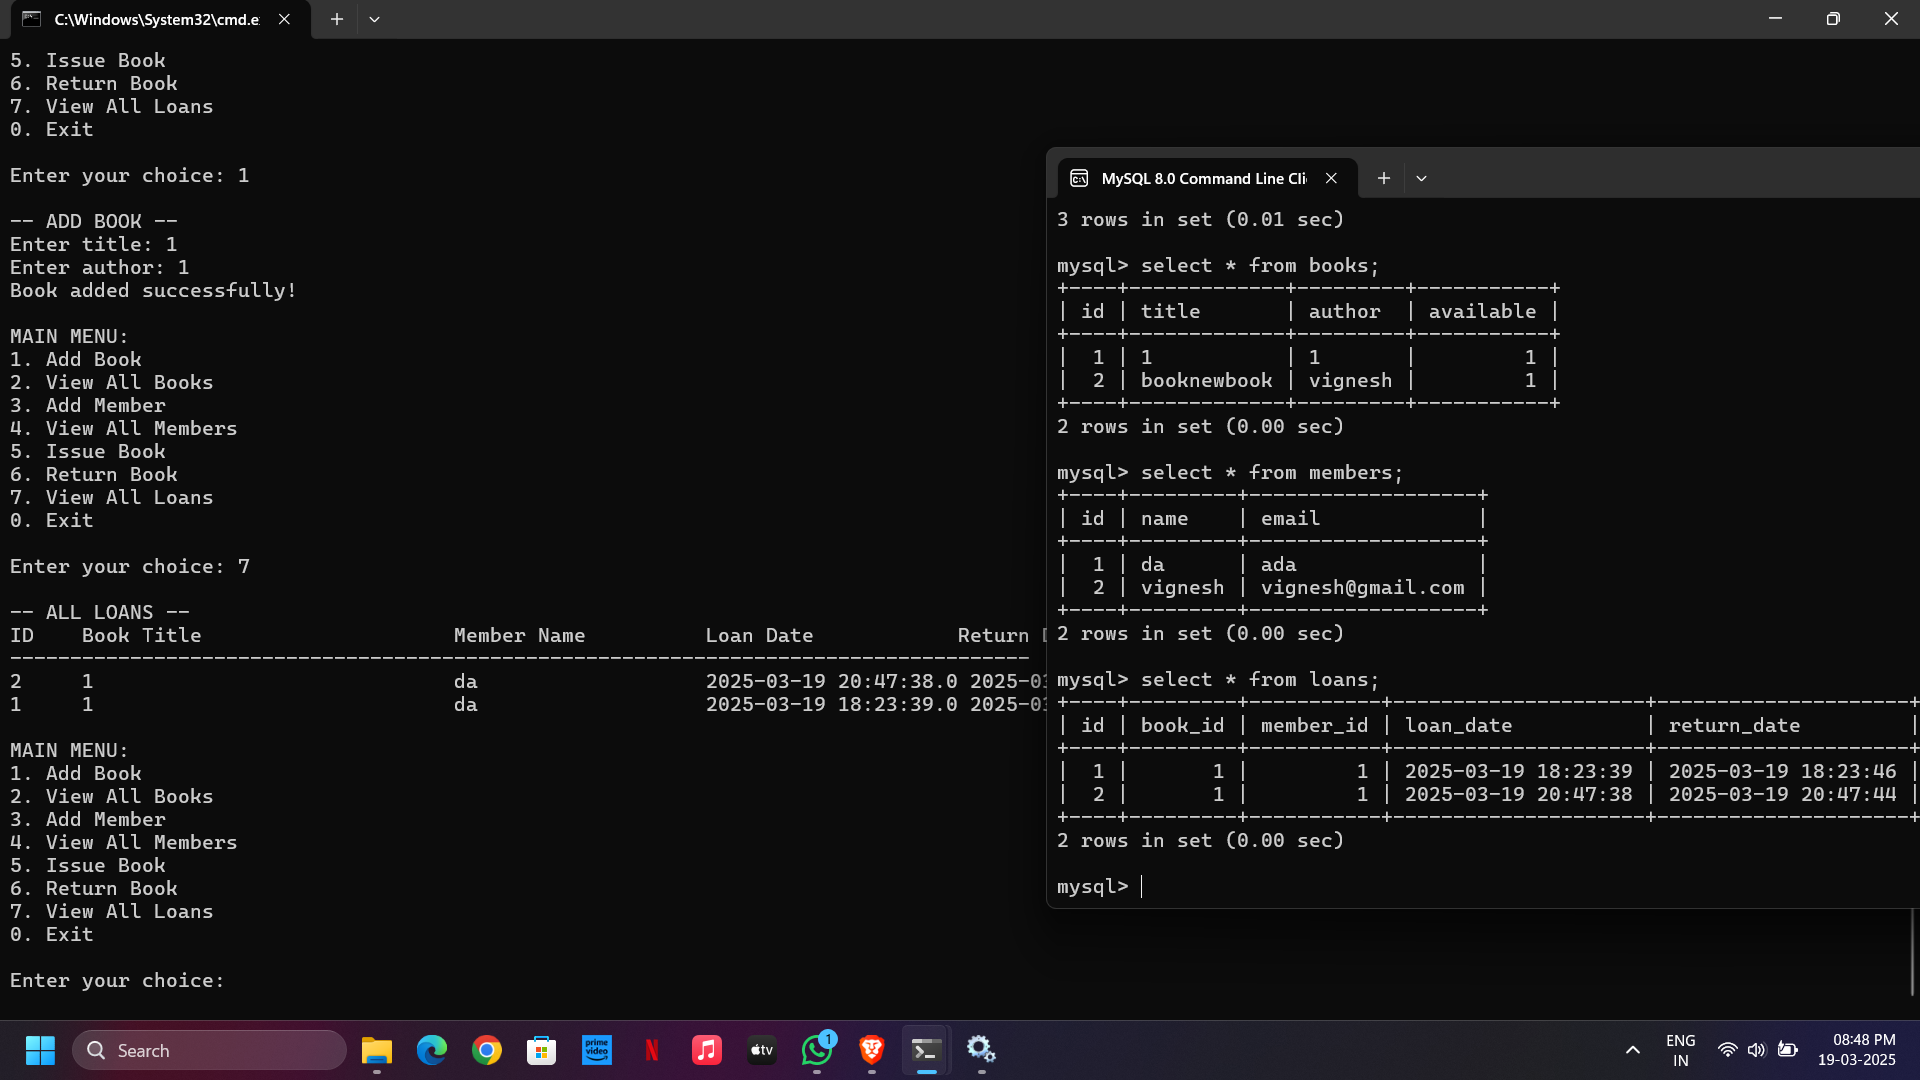 C:\Windows\System32\cmd.e
5. Issue Book
6. Return Book
7. View All Loans
0. Exit
Enter your choice: 1
-- ADD BOOK --
Enter title: 1
Enter author: 1
Book added successfully!
MAIN MENU:
1. Add Book
2. View All Books
3. Add Member
4. View All Members
5. Issue Book
6. Return Book
7. View All Loans
0. Exit
Enter your choice: 7
-- ALL LOANS --
ID    Book Title                     Member Name          Loan Date            Return
--------------------------------------------------------------------------------------
2     1                              da                   2025-03-19 20:47:38.0 2025-03
1     1                              da                   2025-03-19 18:23:39.0 2025-03
MAIN MENU:
1. Add Book
2. View All Books
3. Add Member
4. View All Members
5. Issue Book
6. Return Book
7. View All Loans
0. Exit
Enter your choice:
MySQL 8.0 Command Line Cli
3 rows in set (0.01 sec)
mysql> select * from books;
+----+-------------+---------+-----------+
| id | title       | author  | available |
+----+-------------+---------+-----------+
|  1 | 1           | 1       |         1 |
|  2 | booknewbook | vignesh |         1 |
+----+-------------+---------+-----------+
2 rows in set (0.00 sec)
mysql> select * from members;
+----+---------+-------------------+
| id | name    | email             |
+----+---------+-------------------+
|  1 | da      | ada               |
|  2 | vignesh | vignesh@gmail.com |
+----+---------+-------------------+
2 rows in set (0.00 sec)
mysql> select * from loans;
+----+---------+-----------+---------------------+---------------------+
| id | book_id | member_id | loan_date           | return_date         |
+----+---------+-----------+---------------------+---------------------+
|  1 |       1 |         1 | 2025-03-19 18:23:39 | 2025-03-19 18:23:46 |
|  2 |       1 |         1 | 2025-03-19 20:47:38 | 2025-03-19 20:47:44 |
+----+---------+-----------+---------------------+---------------------+
2 rows in set (0.00 sec)
mysql>
Search
prime video
N
tv
1
ENG
IN
08:48 PM
19-03-2025